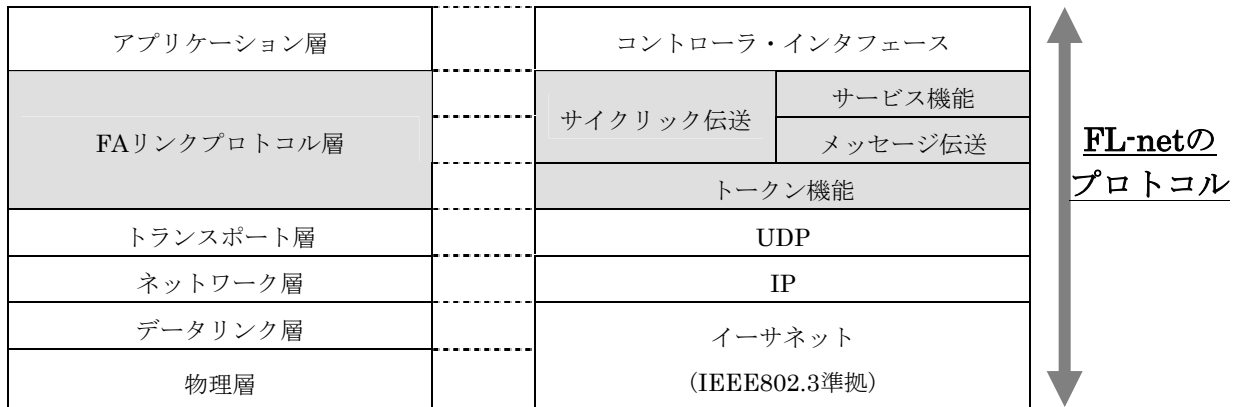 アプリケーション層
コントローラ・インタフェース
FAリンクプロトコル層
サイクリック伝送
サービス機能
メッセージ伝送
トークン機能
トランスポート層
UDP
ネットワーク層
IP
データリンク層
物理層
イーサネット
(IEEE802.3準拠)
FL-netの
プロトコル